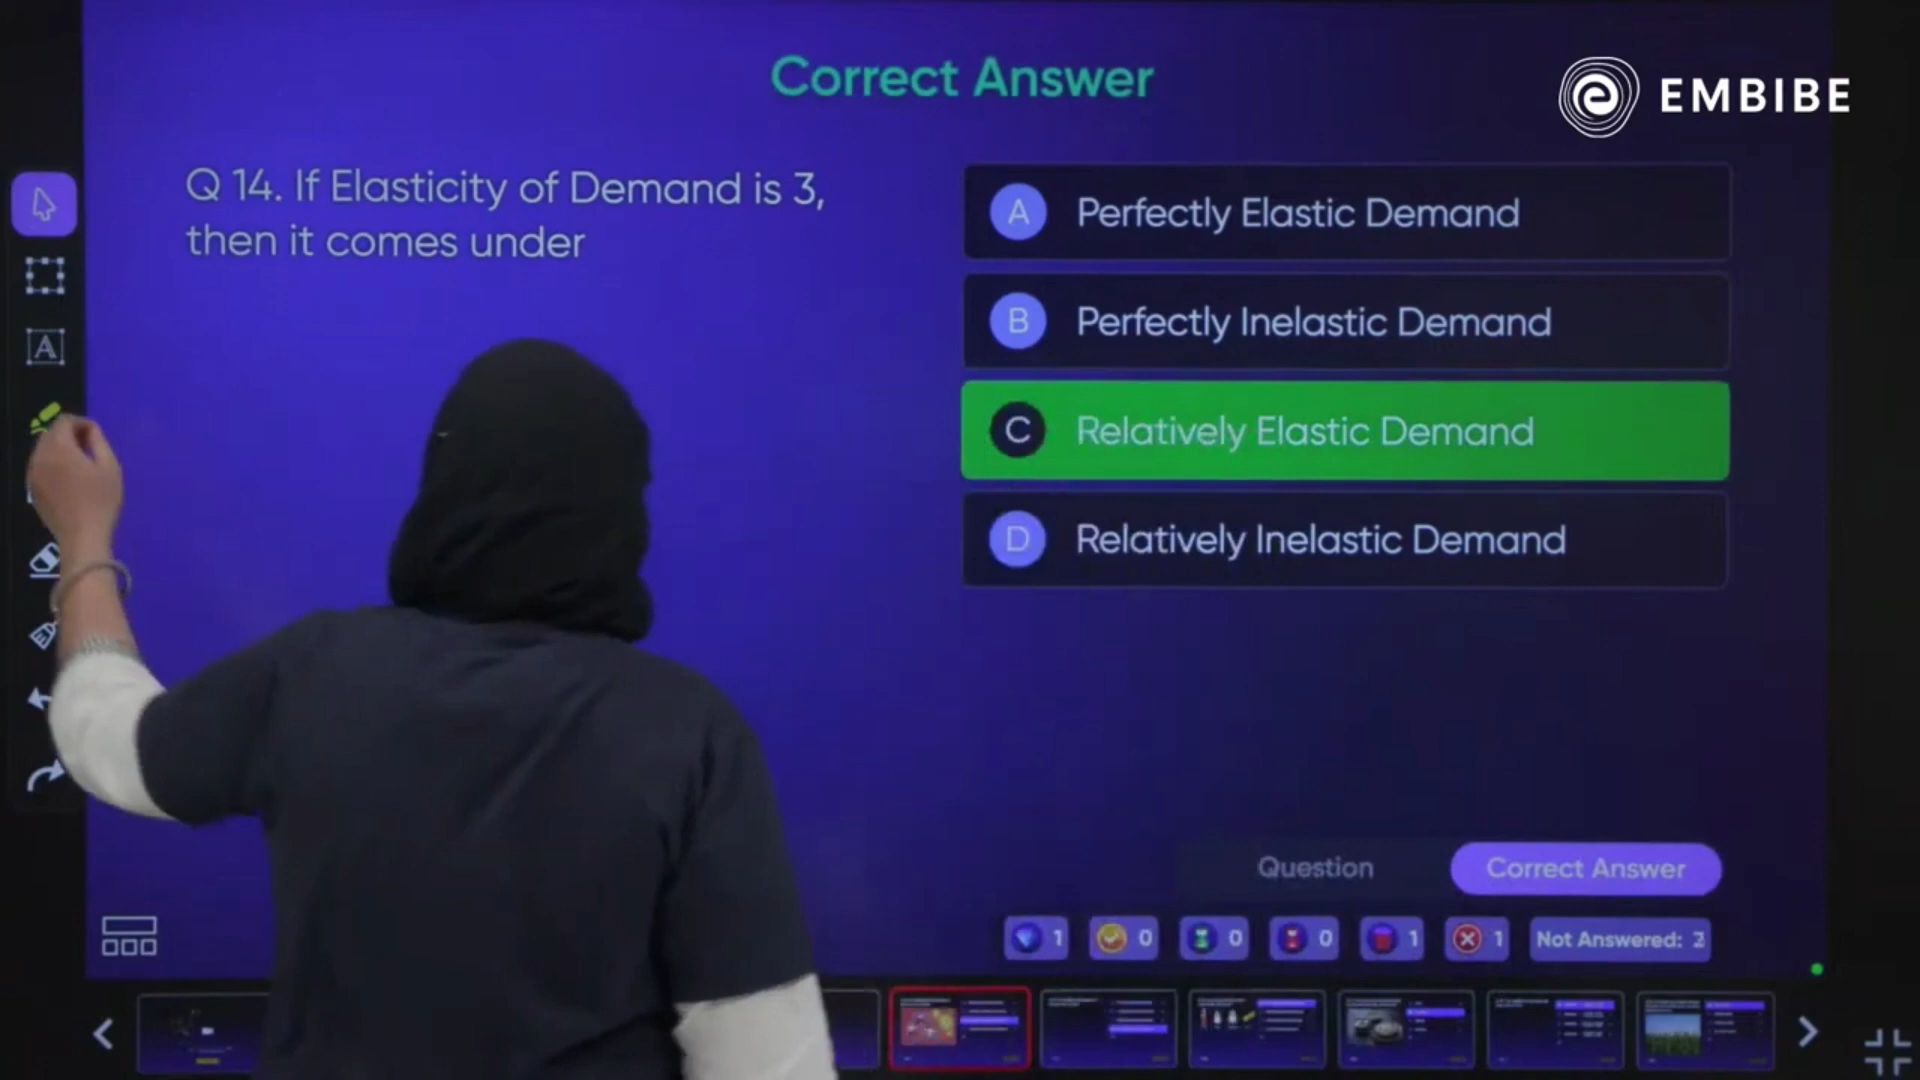 Correct Answer
EMBIBE
Q 14. If Elasticity of Demand is 3,
then it comes under
A Perfectly Elastic Demand
B Perfectly Inelastic Demand
C Relatively Elastic Demand
D Relatively Inelastic Demand
A
Question
Correct Answer
1
0
0
0
1
1
Not Answered: 2